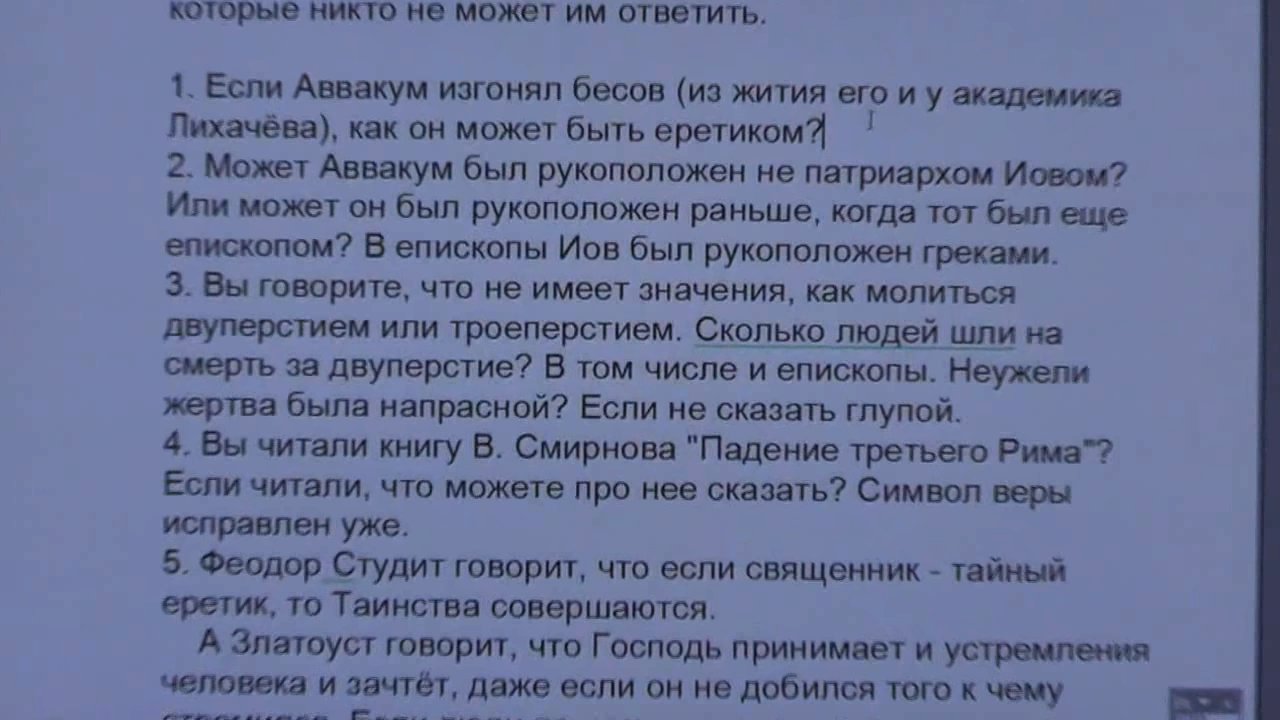 которые никто не может им ответить.
1. Если Аввакум изгонял бесов (из жития его и у академика
Лихачёва), как он может быть еретиком?
2. Может Аввакум был рукоположен не патриархом Иовом?
Или может он был рукоположен раньше, когда тот был еще
епископом? В епископы Иов был рукоположен греками.
3. Вы говорите, что не имеет значения, как молиться
двуперстием или троеперстием. Сколько людей шли на
смерть за двуперстие? В том числе и епископы. Неужели
жертва была напрасной? Если не сказать глупой.
4. Вы читали книгу В. Смирнова "Падение третьего Рима"?
Если читали, что можете про нее сказать? Символ веры
исправлен уже.
5. Феодор Студит говорит, что если священник - тайный
еретик, то Таинства совершаются.
А Златоуст говорит, что Господь принимает и устремления
человека и зачтёт, даже если он не добился того к чему